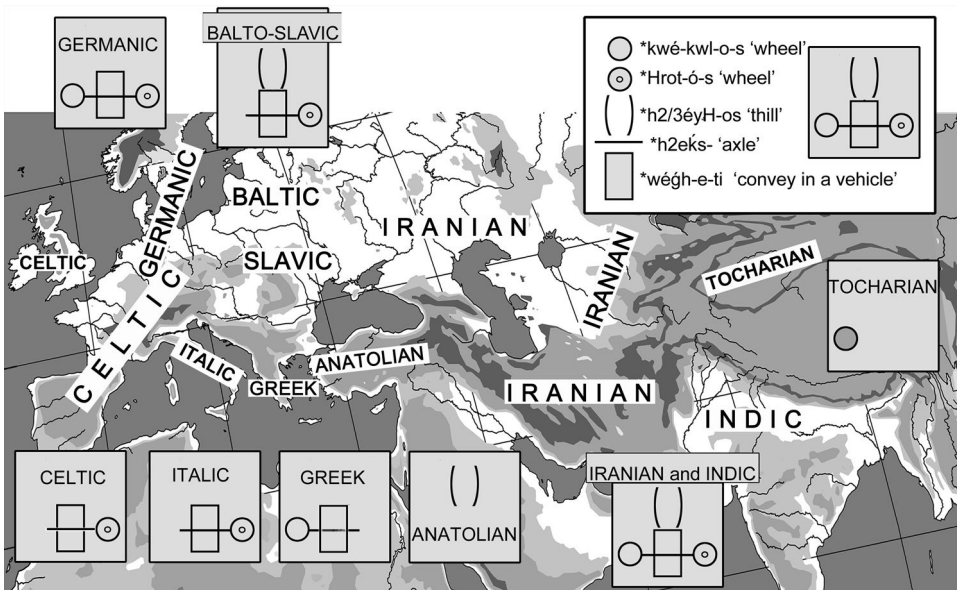 GERMANIC
BALTO-SLAVIC
*kwé-kwl-o-s ‘wheel’
*Hrot-ó-s ‘wheel’
*h2/3éyH-os ‘thill’
*h2eḱs- ‘axle’
*wéǵh-e-ti ‘convey in a vehicle’
CELTIC
GERMANIC
BALTIC
SLAVIC
IRANIAN
IRANIAN
TOCHARIAN
TOCHARIAN
CELTIC
ITALIC
GREEK
ANATOLIAN
IRANIAN
INDIC
CELTIC
ITALIC
GREEK
ANATOLIAN
IRANIAN and INDIC